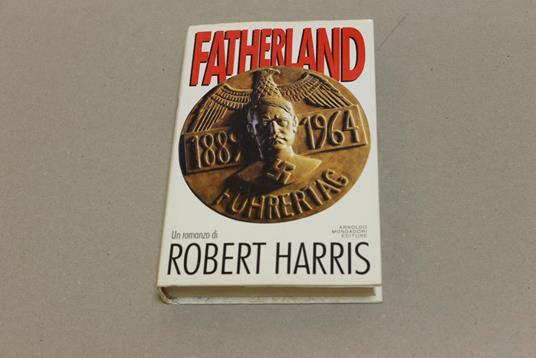 FATHERLAND
1889 1964
FÜHRERTAG
Un romanzo di
ARNOLDO
MONDADORI
EDITORE
ROBERT HARRIS